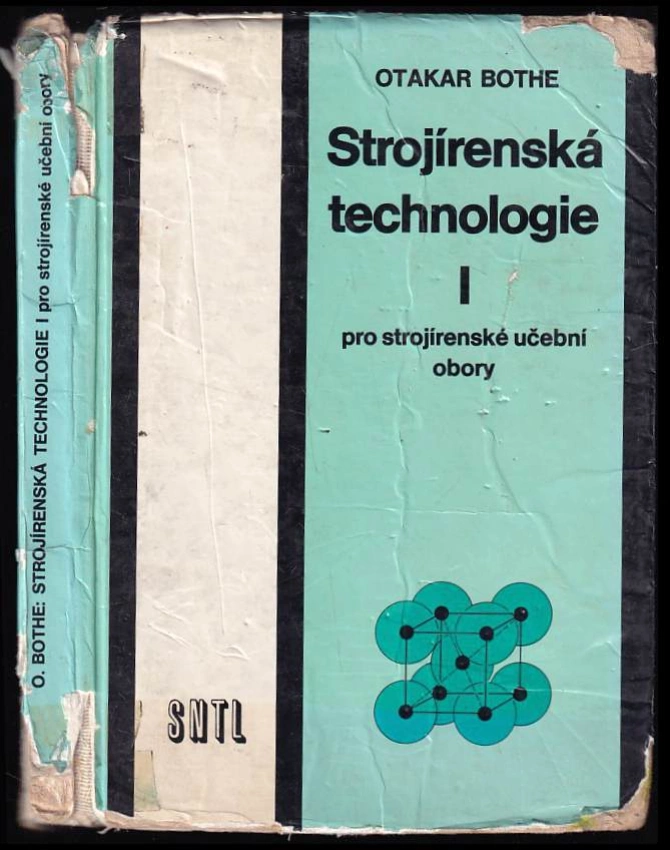 O. BOTHE: STROJÍRENSKÁ TECHNOLOGIE I pro strojírenské učební obory
OTAKAR BOTHE
Strojírenská
technologie
I
pro strojírenské učební
obory
SNTL